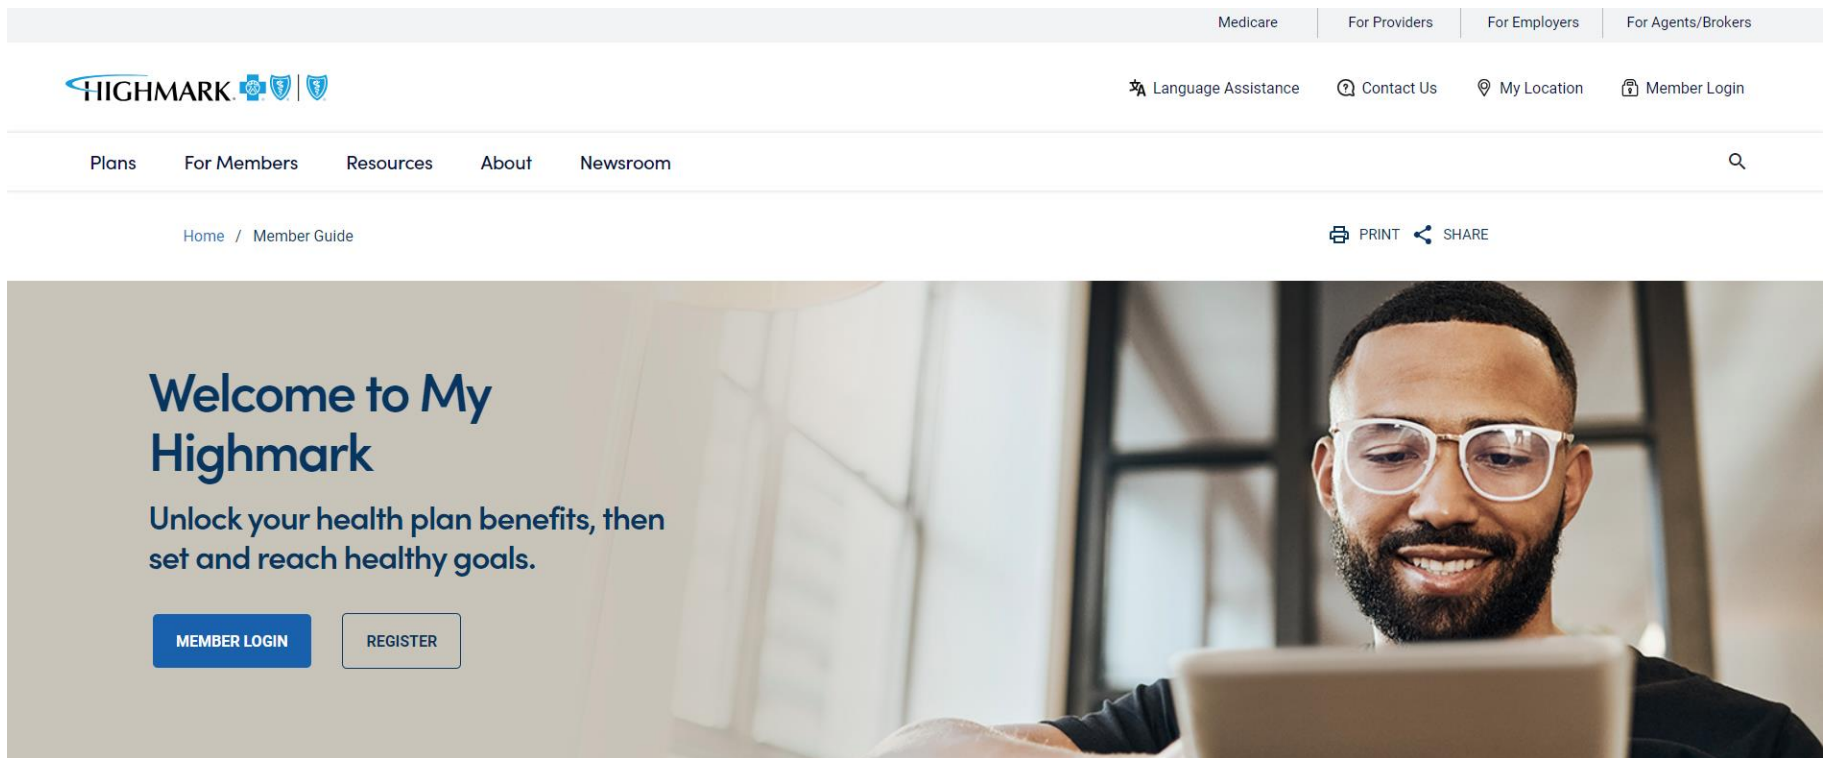 Medicare For Providers For Employers For Agents/Brokers
HIGHMARK. Language Assistance Contact Us My Location Member Login
Plans For Members Resources About Newsroom
Home / Member Guide PRINT SHARE
Welcome to My
Highmark
Unlock your health plan benefits, then
set and reach healthy goals.
MEMBER LOGIN REGISTER